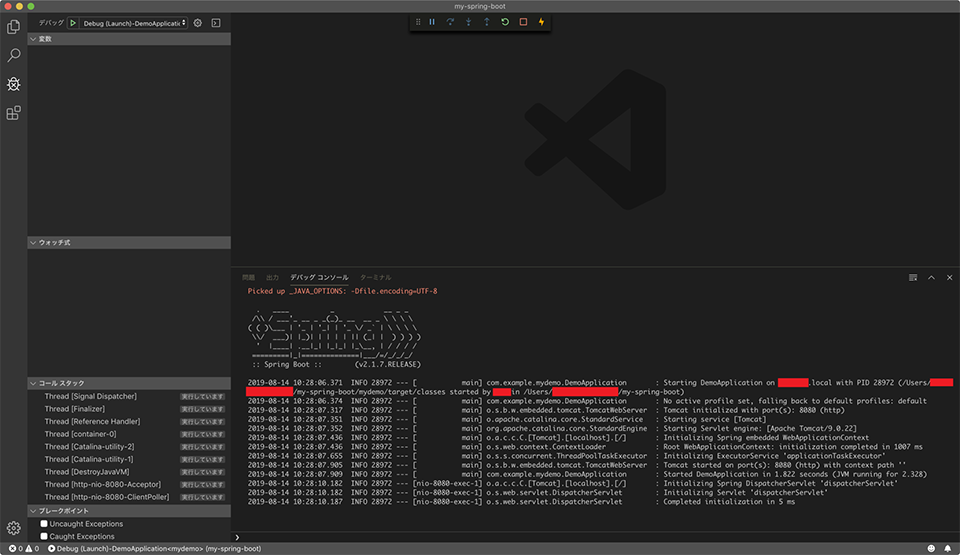 my-spring-boot
デバッグ Debug (Launch)-DemoApplicatio
変数
ウォッチ式
コール スタック
Thread [Signal Dispatcher] 実行しています
Thread [Finalizer] 実行しています
Thread [Reference Handler] 実行しています
Thread [container-0] 実行しています
Thread [Catalina-utility-2] 実行しています
Thread [Catalina-utility-1] 実行しています
Thread [DestroyJavaVM] 実行しています
Thread [http-nio-8080-Acceptor] 実行しています
Thread [http-nio-8080-ClientPoller] 実行しています
ブレークポイント
Uncaught Exceptions
Caught Exceptions
問題 出力 デバッグ コンソール ターミナル
Picked up _JAVA_OPTIONS: -Dfile.encoding=UTF-8
Spring
:: Spring Boot :: (v2.1.7.RELEASE)
2019-08-14 10:28:06.371 INFO 28972 --- [ main] com.example.mydemo.DemoApplication : Starting DemoApplication on .local with PID 28972 (/Users/
/my-spring-boot/mydemo/target/classes started by in /Users/ /my-spring-boot)
2019-08-14 10:28:06.374 INFO 28972 --- [ main] com.example.mydemo.DemoApplication : No active profile set, falling back to default profiles: default
2019-08-14 10:28:07.317 INFO 28972 --- [ main] o.s.b.w.embedded.tomcat.TomcatWebServer : Tomcat initialized with port(s): 8080 (http)
2019-08-14 10:28:07.351 INFO 28972 --- [ main] o.apache.catalina.core.StandardService : Starting service [Tomcat]
2019-08-14 10:28:07.352 INFO 28972 --- [ main] org.apache.catalina.core.StandardEngine : Starting Servlet engine: [Apache Tomcat/9.0.22]
2019-08-14 10:28:07.436 INFO 28972 --- [ main] o.a.c.c.C.[Tomcat].[localhost].[/] : Initializing Spring embedded WebApplicationContext
2019-08-14 10:28:07.436 INFO 28972 --- [ main] o.s.web.context.ContextLoader : Root WebApplicationContext: initialization completed in 1007 ms
2019-08-14 10:28:07.655 INFO 28972 --- [ main] o.s.s.concurrent.ThreadPoolTaskExecutor : Initializing ExecutorService 'applicationTaskExecutor'
2019-08-14 10:28:07.905 INFO 28972 --- [ main] o.s.b.w.embedded.tomcat.TomcatWebServer : Tomcat started on port(s): 8080 (http) with context path ''
2019-08-14 10:28:07.909 INFO 28972 --- [ main] com.example.mydemo.DemoApplication : Started DemoApplication in 1.822 seconds (JVM running for 2.328)
2019-08-14 10:28:10.182 INFO 28972 --- [nio-8080-exec-1] o.a.c.c.C.[Tomcat].[localhost].[/] : Initializing Spring DispatcherServlet 'dispatcherServlet'
2019-08-14 10:28:10.182 INFO 28972 --- [nio-8080-exec-1] o.s.web.servlet.DispatcherServlet : Initializing Servlet 'dispatcherServlet'
2019-08-14 10:28:10.187 INFO 28972 --- [nio-8080-exec-1] o.s.web.servlet.DispatcherServlet : Completed initialization in 5 ms
0 0 Debug (Launch)-DemoApplication<mydemo> (my-spring-boot)